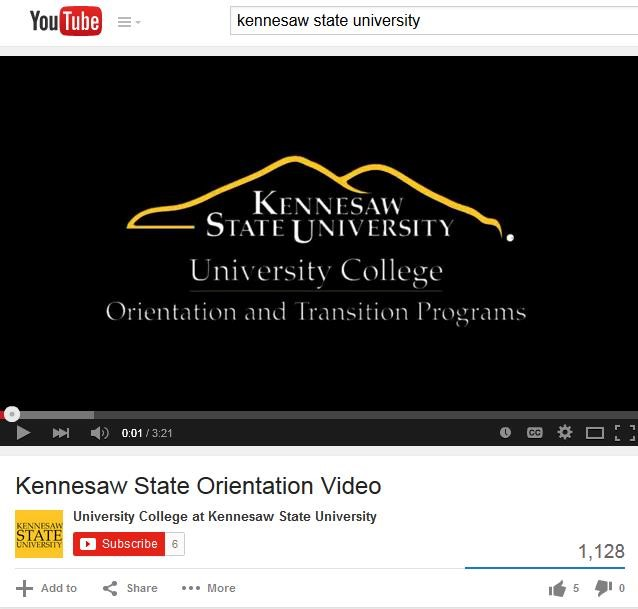 YouTube
kennesaw state university
KENNESAW
STATE UNIVERSITY
University College
Orientation and Transition Programs
0:01 / 3:21
CC
Kennesaw State Orientation Video
KENNESAW
STATE
UNIVERSITY
University College at Kennesaw State University
Subscribe 6
1,128
Add to Share More 5 0